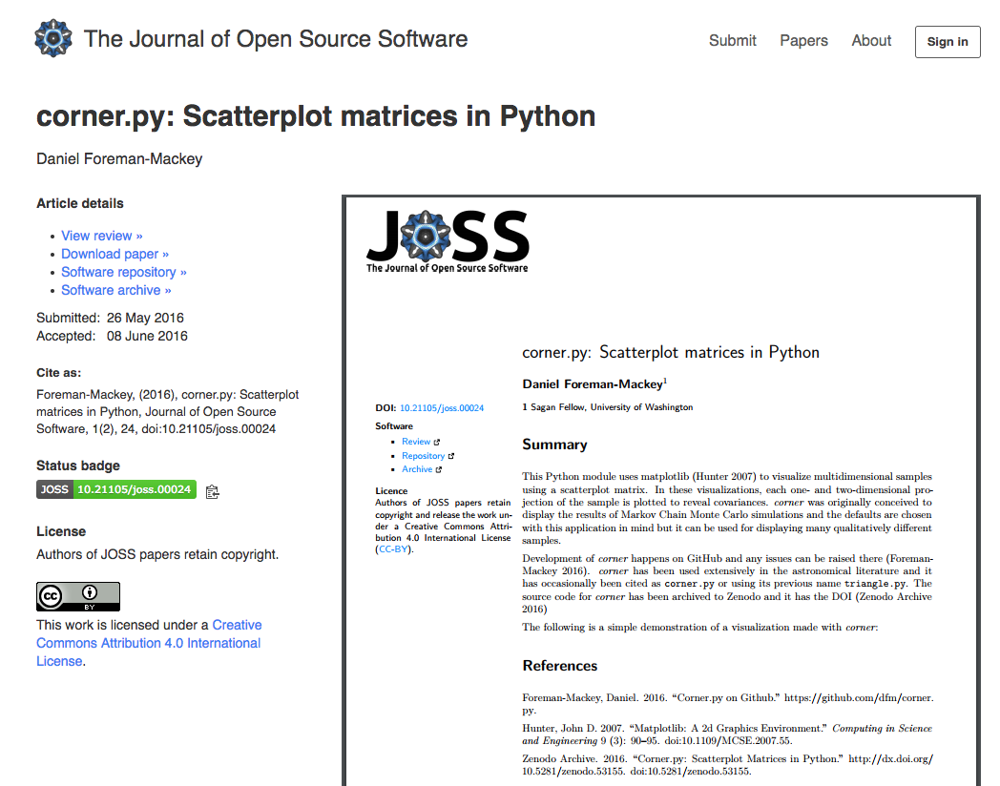 The Journal of Open Source Software
Submit Papers About Sign in
corner.py: Scatterplot matrices in Python
Daniel Foreman-Mackey
Article details
• View review »
• Download paper »
• Software repository »
• Software archive »
Submitted: 26 May 2016
Accepted: 08 June 2016
Cite as:
Foreman-Mackey, (2016), corner.py: Scatterplot
matrices in Python, Journal of Open Source
Software, 1(2), 24, doi:10.21105/joss.00024
Status badge
JOSS 10.21105/joss.00024
License
Authors of JOSS papers retain copyright.
cc BY
This work is licensed under a Creative
Commons Attribution 4.0 International
License.
JOSS
The Journal of Open Source Software
corner.py: Scatterplot matrices in Python
Daniel Foreman-Mackey¹
1 Sagan Fellow, University of Washington
DOI: 10.21105/joss.00024
Software
• Review
• Repository
• Archive
Licence
Authors of JOSS papers retain
copyright and release the work un-
der a Creative Commons Attri-
bution 4.0 International License
(CC-BY).
Summary
This Python module uses matplotlib (Hunter 2007) to visualize multidimensional samples
using a scatterplot matrix. In these visualizations, each one- and two-dimensional pro-
jection of the sample is plotted to reveal covariances. corner was originally conceived to
display the results of Markov Chain Monte Carlo simulations and the defaults are chosen
with this application in mind but it can be used for displaying many qualitatively different
samples.
Development of corner happens on GitHub and any issues can be raised there (Foreman-
Mackey 2016). corner has been used extensively in the astronomical literature and it
has occasionally been cited as corner.py or using its previous name triangle.py. The
source code for corner has been archived to Zenodo and it has the DOI (Zenodo Archive
2016)
The following is a simple demonstration of a visualization made with corner:
References
Foreman-Mackey, Daniel. 2016. “Corner.py on Github.” https://github.com/dfm/corner.
py.
Hunter, John D. 2007. “Matplotlib: A 2d Graphics Environment.” Computing in Science
and Engineering 9 (3): 90–95. doi:10.1109/MCSE.2007.55.
Zenodo Archive. 2016. “Corner.py: Scatterplot Matrices in Python.” http://dx.doi.org/
10.5281/zenodo.53155. doi:10.5281/zenodo.53155.